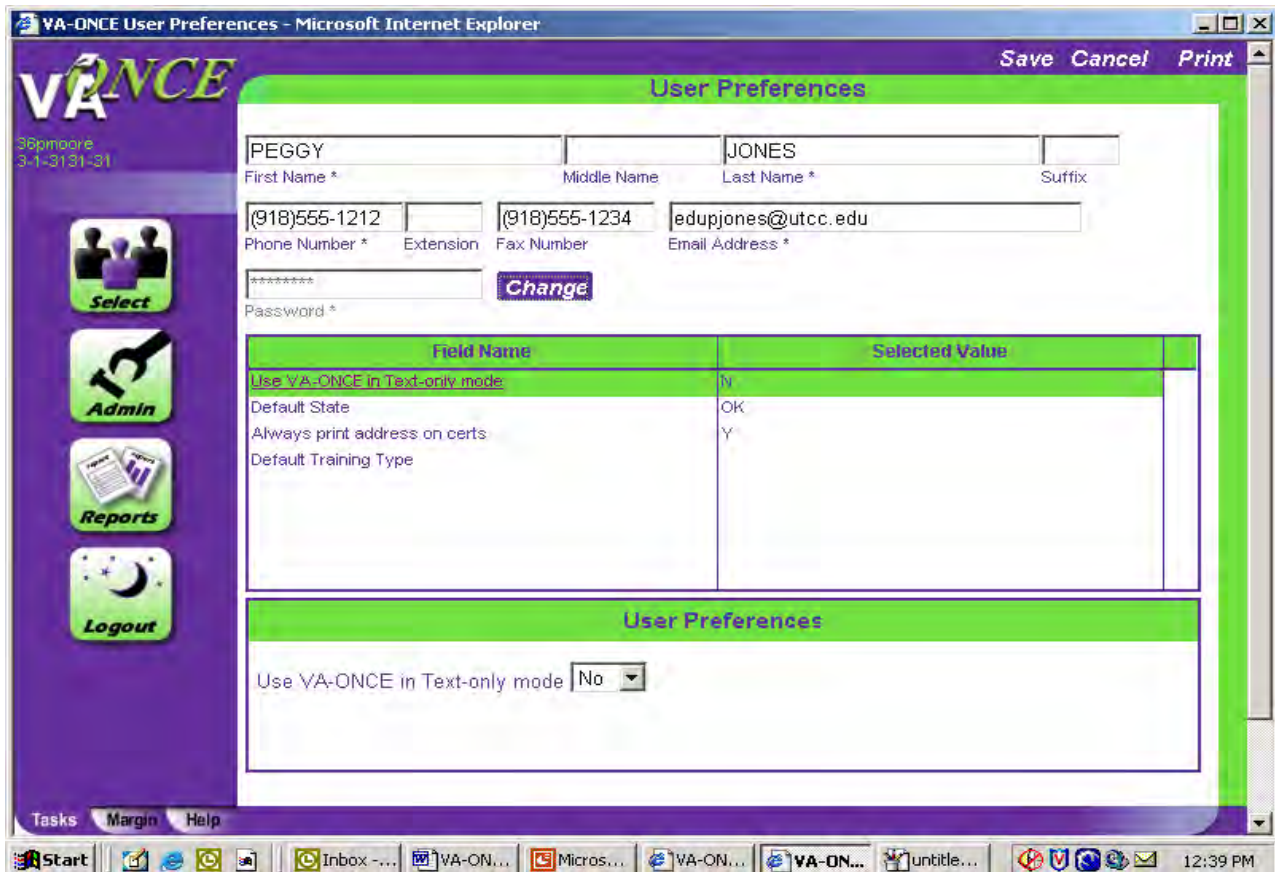 VA-ONCE User Preferences - Microsoft Internet Explorer
Save Cancel Print
VA ONCE
User Preferences
36pmoore
3-1-3131-31
PEGGY JONES
First Name * Middle Name Last Name * Suffix
(918)555-1212 (918)555-1234 edupjones@utcc.edu
Phone Number * Extension Fax Number Email Address *
******** Change
Password *
Select
Field Name Selected Value
Use VA-ONCE in Text-only mode N
Default State OK
Always print address on certs Y
Default Training Type
Admin
Reports
Logout
User Preferences
Use VA-ONCE in Text-only mode No
Tasks Margin Help
Start Inbox -... VA-ON... Micros... VA-ON... VA-ON... untitle... 12:39 PM